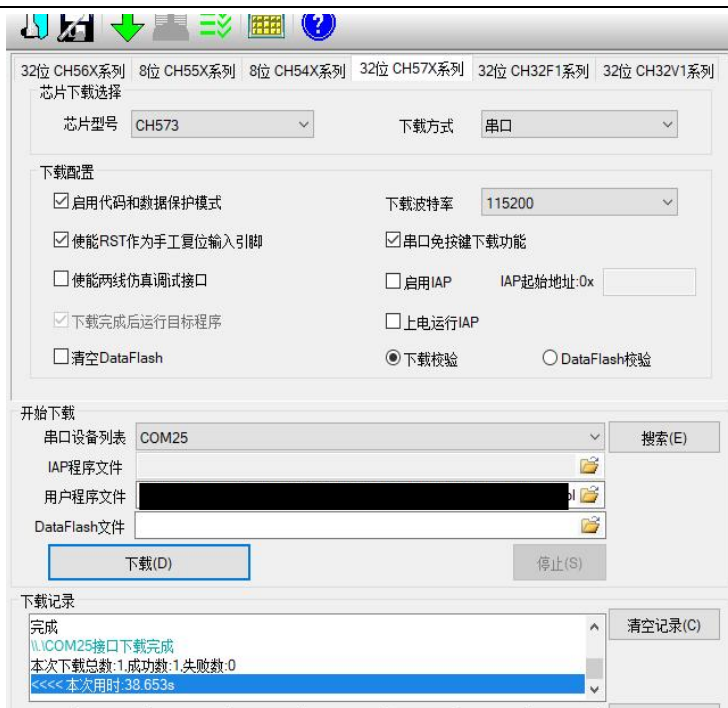 32位 CH56X系列 8位 CH55X系列 8位 CH54X系列 32位 CH57X系列 32位 CH32F1系列 32位 CH32V1系列
芯片下载选择
芯片型号 CH573 下载方式 串口
下载配置
启用代码和数据保护模式 下载波特率 115200
使能RST作为手工复位输入引脚 串口免按键下载功能
使能两线仿真调试接口 启用IAP IAP起始地址:0x
下载完成后运行目标程序 上电运行IAP
清空DataFlash 下载校验 DataFlash校验
开始下载
串口设备列表 COM25 搜索(E)
IAP程序文件
用户程序文件
DataFlash文件
下载(D) 停止(S)
下载记录
完成 清空记录(C)
\\.\COM25接口下载完成
本次下载总数:1,成功数:1,失败数:0
<<<< 本次用时:38.653s